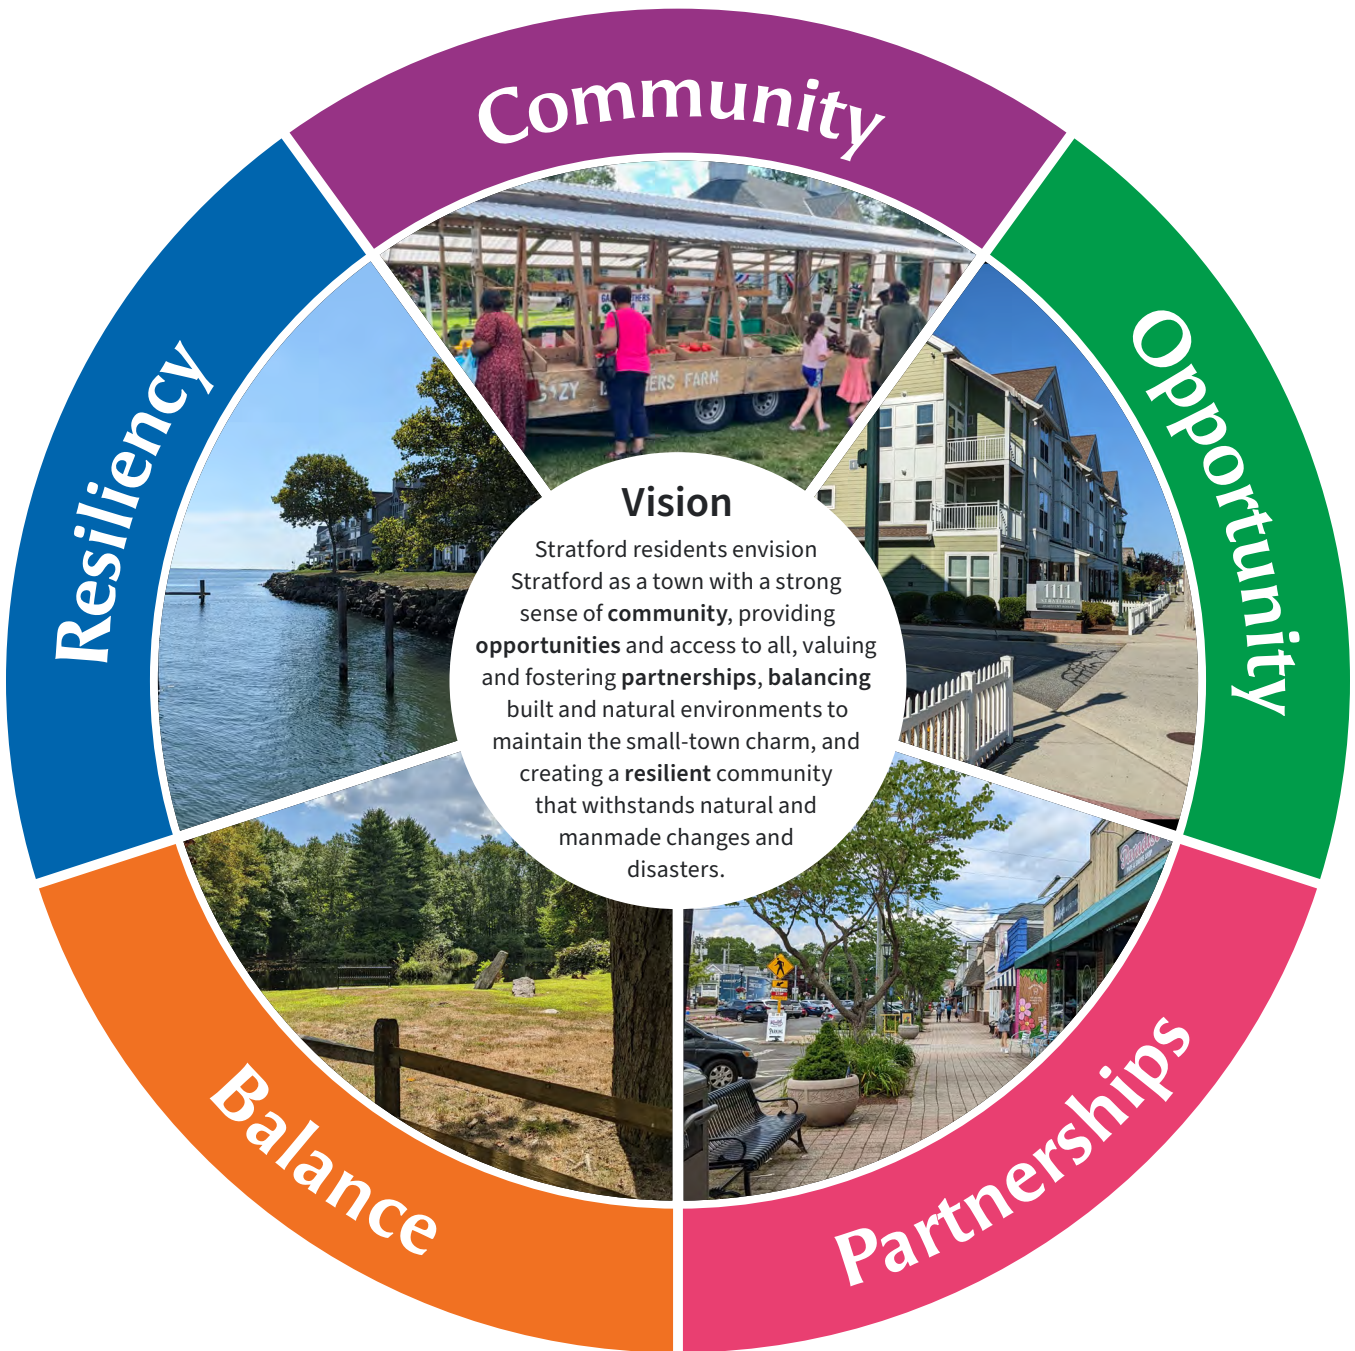 Community
Opportunity
Partnerships
Balance
Resiliency
Vision
Stratford residents envision
Stratford as a town with a strong
sense of community, providing
opportunities and access to all, valuing
and fostering partnerships, balancing
built and natural environments to
maintain the small-town charm, and
creating a resilient community
that withstands natural and
manmade changes and
disasters.
FARM
1111